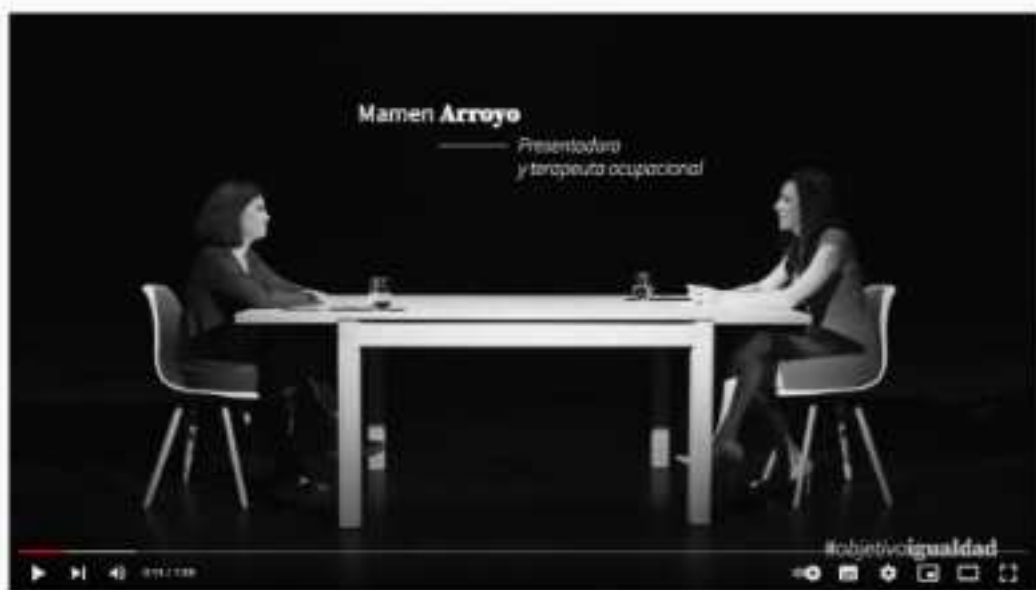 Mamen Arroyo
Presentadora
y terapeuta ocupacional
#objetivoigualdad